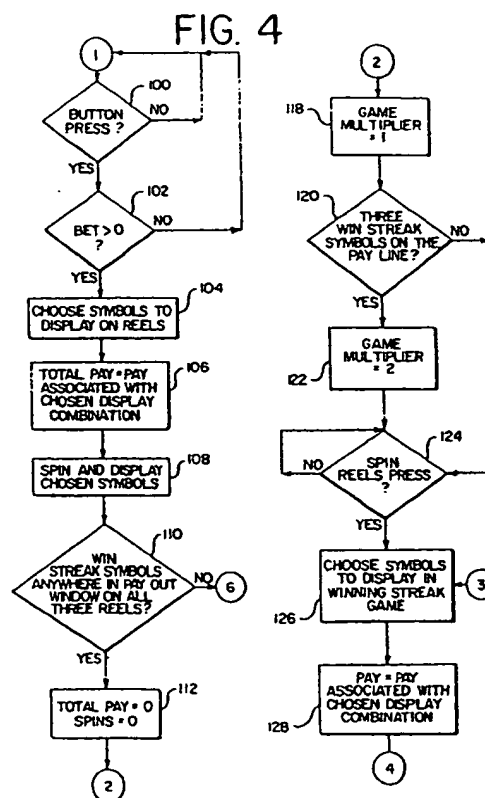 FIG. 4
1
100
BUTTON
PRESS ?
NO
YES
102
BET > 0
?
NO
YES
104
CHOOSE SYMBOLS TO
DISPLAY ON REELS
106
TOTAL PAY = PAY
ASSOCIATED WITH
CHOSEN DISPLAY
COMBINATION
108
SPIN AND DISPLAY
CHOSEN SYMBOLS
110
WIN
STREAK SYMBOLS
ANYWHERE IN PAY OUT
WINDOW ON ALL
THREE REELS?
NO
6
YES
112
TOTAL PAY = 0
SPINS = 0
2
2
118
GAME
MULTIPLIER
= 1
120
THREE
WIN STREAK
SYMBOLS ON THE
PAY LINE?
NO
YES
GAME
MULTIPLIER
= 2
122
124
SPIN
REELS PRESS
?
NO
YES
CHOOSE SYMBOLS
TO DISPLAY IN
WINNING STREAK
GAME
3
126
PAY = PAY
ASSOCIATED WITH
CHOSEN DISPLAY
COMBINATION
128
4